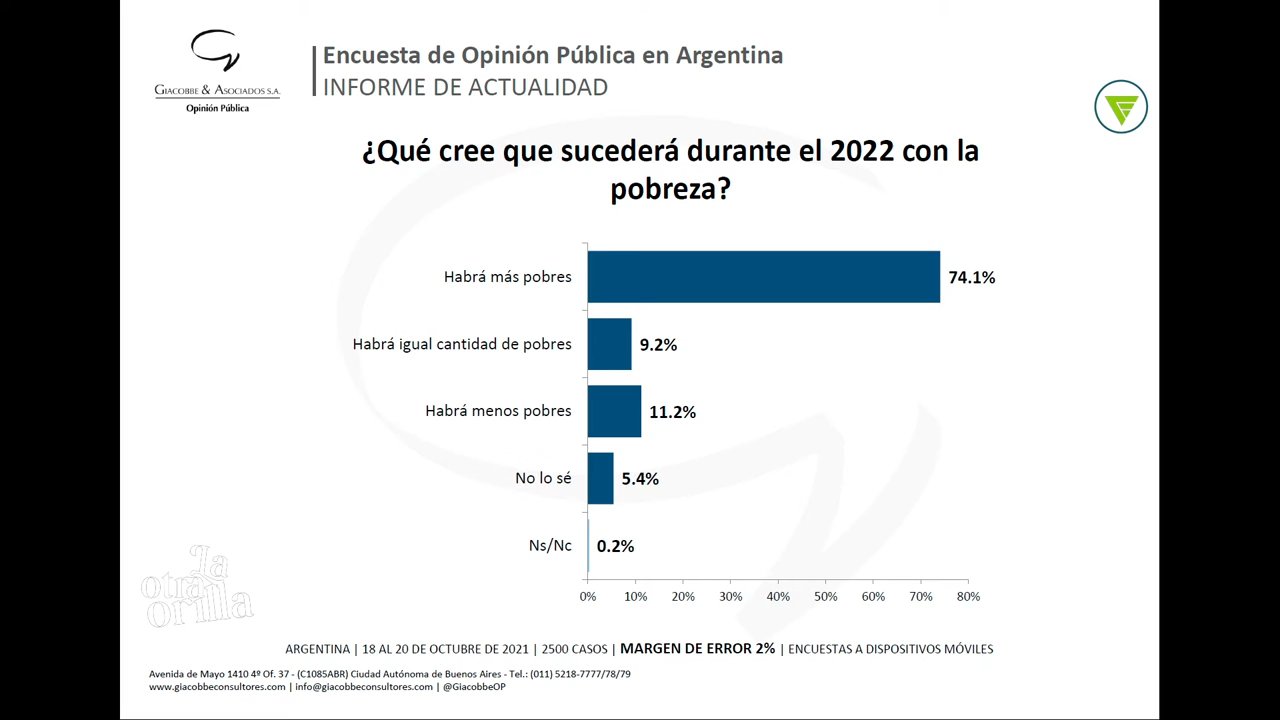 GIACOBBE & ASOCIADOS S.A.
Opinión Pública
Encuesta de Opinión Pública en Argentina
INFORME DE ACTUALIDAD
¿Qué cree que sucederá durante el 2022 con la
pobreza?
Habrá más pobres 74.1%
Habrá igual cantidad de pobres 9.2%
Habrá menos pobres 11.2%
No lo sé 5.4%
Ns/Nc 0.2%
0% 10% 20% 30% 40% 50% 60% 70% 80%
la
otra
orilla
ARGENTINA | 18 AL 20 DE OCTUBRE DE 2021 | 2500 CASOS | MARGEN DE ERROR 2% | ENCUESTAS A DISPOSITIVOS MÓVILES
Avenida de Mayo 1410 4º Of. 37 - (C1085ABR) Ciudad Autónoma de Buenos Aires - Tel.: (011) 5218-7777/78/79
www.giacobbeconsultores.com | info@giacobbeconsultores.com | @GiacobbeOP